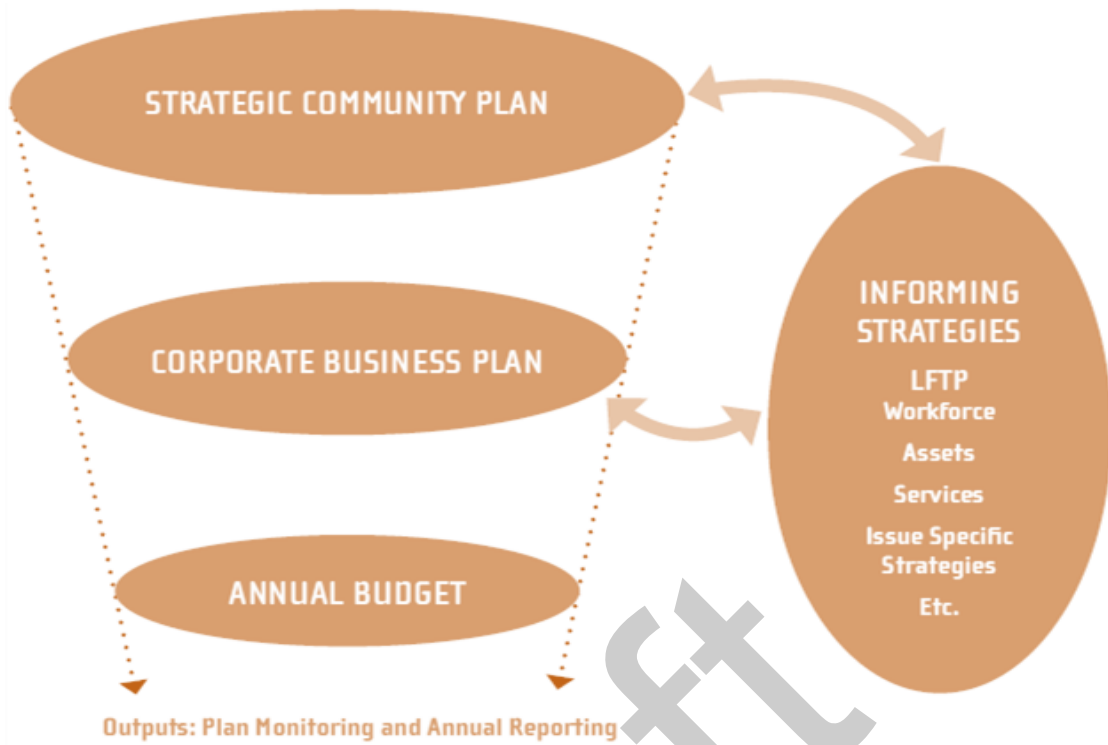 STRATEGIC COMMUNITY PLAN
CORPORATE BUSINESS PLAN
ANNUAL BUDGET
Outputs: Plan Monitoring and Annual Reporting
INFORMING
STRATEGIES
LFTP
Workforce
Assets
Services
Issue Specific
Strategies
Etc.
ft